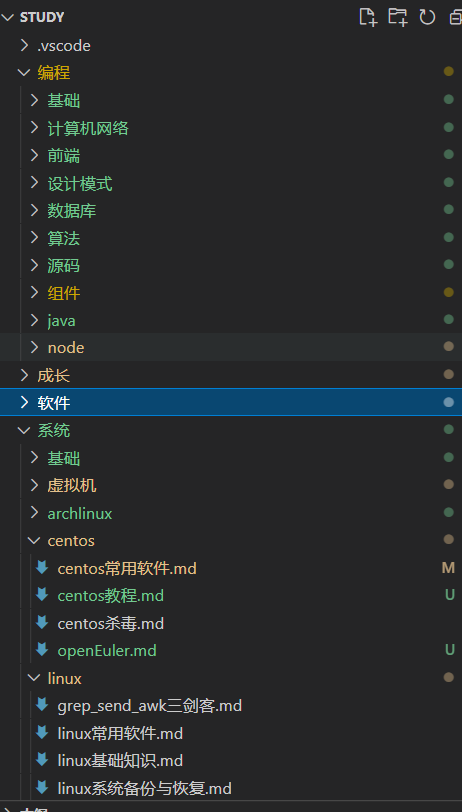 STUDY
.vscode
编程
基础
计算机网络
前端
设计模式
数据库
算法
源码
组件
java
node
成长
软件
系统
基础
虚拟机
archlinux
centos
centos常用软件.md M
centos教程.md U
centos杀毒.md
openEuler.md U
linux
grep_send_awk三剑客.md
linux常用软件.md
linux基础知识.md
linux系统备份与恢复.md